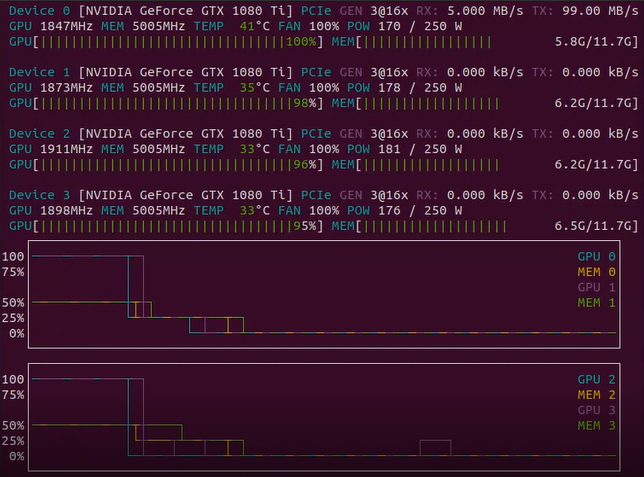 Device 0 [NVIDIA GeForce GTX 1080 Ti] PCIe GEN 3@16x RX: 5.000 MB/s TX: 99.00 MB/s
GPU 1847MHz MEM 5005MHz TEMP 41°C FAN 100% POW 170 / 250 W
GPU[||||||||||||||||||||||||||||||||100%] MEM[||||||||||||||||| 5.8G/11.7G]
Device 1 [NVIDIA GeForce GTX 1080 Ti] PCIe GEN 3@16x RX: 0.000 kB/s TX: 0.000 kB/s
GPU 1873MHz MEM 5005MHz TEMP 35°C FAN 100% POW 178 / 250 W
GPU[|||||||||||||||||||||||||||||||||98%] MEM[|||||||||||||||||| 6.2G/11.7G]
Device 2 [NVIDIA GeForce GTX 1080 Ti] PCIe GEN 3@16x RX: 0.000 kB/s TX: 0.000 kB/s
GPU 1911MHz MEM 5005MHz TEMP 33°C FAN 100% POW 181 / 250 W
GPU[|||||||||||||||||||||||||||||||||96%] MEM[|||||||||||||||||| 6.2G/11.7G]
Device 3 [NVIDIA GeForce GTX 1080 Ti] PCIe GEN 3@16x RX: 0.000 kB/s TX: 0.000 kB/s
GPU 1898MHz MEM 5005MHz TEMP 33°C FAN 100% POW 176 / 250 W
GPU[|||||||||||||||||||||||||||||||||95%] MEM[||||||||||||||||||| 6.5G/11.7G]
100 GPU 0
75% MEM 0
GPU 1
50% MEM 1
25%
0%
100 GPU 2
75% MEM 2
GPU 3
50% MEM 3
25%
0%